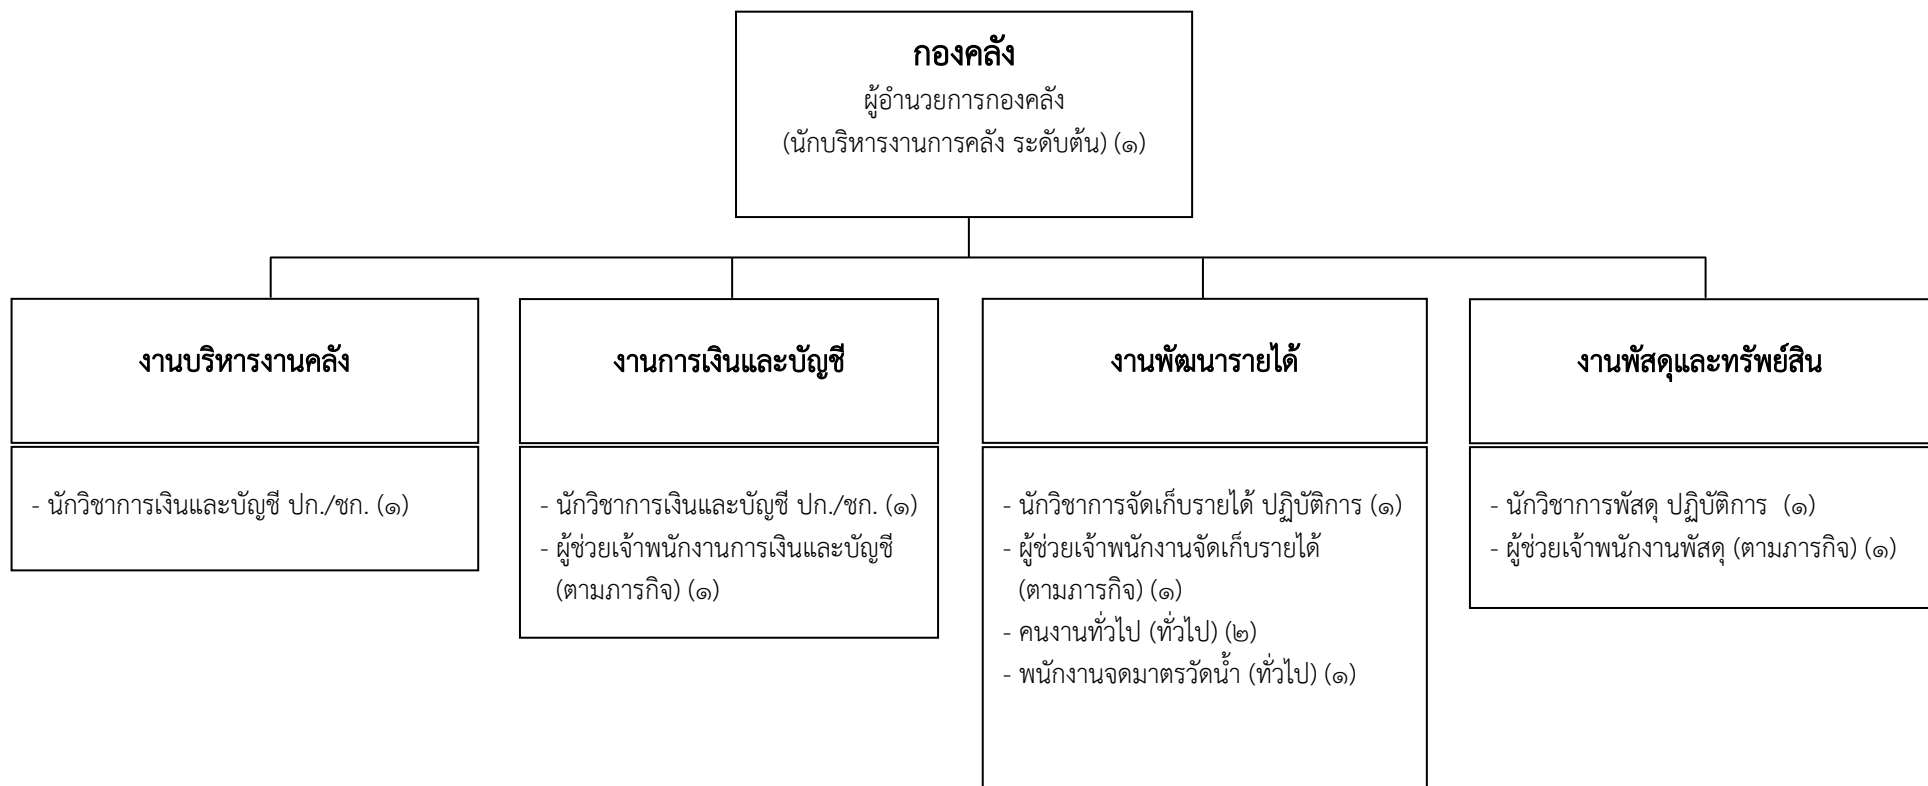 กองคลัง
ผู้อำนวยการกองคลัง
(นักบริหารงานการคลัง ระดับต้น) (๑)
งานบริหารงานคลัง
- นักวิชาการเงินและบัญชี ปก./ชก. (๑)
งานการเงินและบัญชี
- นักวิชาการเงินและบัญชี ปก./ชก. (๑)
- ผู้ช่วยเจ้าพนักงานการเงินและบัญชี
(ตามภารกิจ) (๑)
งานพัฒนารายได้
- นักวิชาการจัดเก็บรายได้ ปฏิบัติการ (๑)
- ผู้ช่วยเจ้าพนักงานจัดเก็บรายได้
(ตามภารกิจ) (๑)
- คนงานทั่วไป (ทั่วไป) (๒)
- พนักงานจดมาตรวัดน้ำ (ทั่วไป) (๑)
งานพัสดุและทรัพย์สิน
- นักวิชาการพัสดุ ปฏิบัติการ (๑)
- ผู้ช่วยเจ้าพนักงานพัสดุ (ตามภารกิจ) (๑)